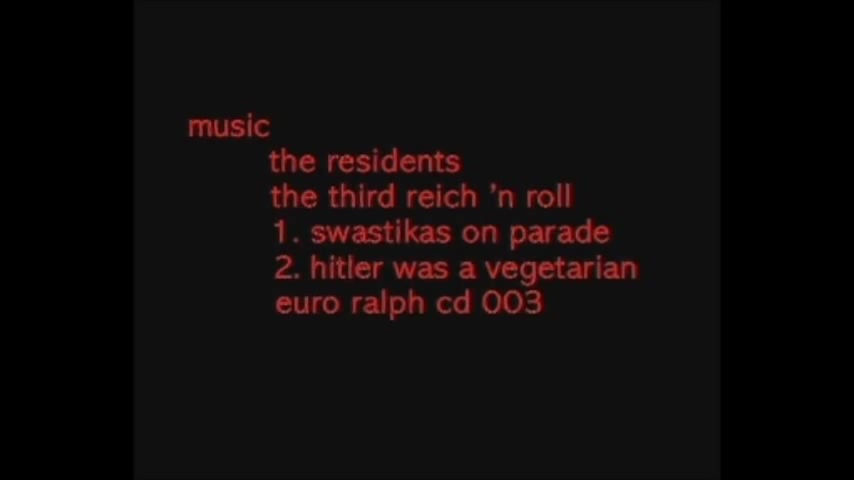 music
the residents
the third reich 'n roll
1. swastikas on parade
2. hitler was a vegetarian
euro ralph cd 003